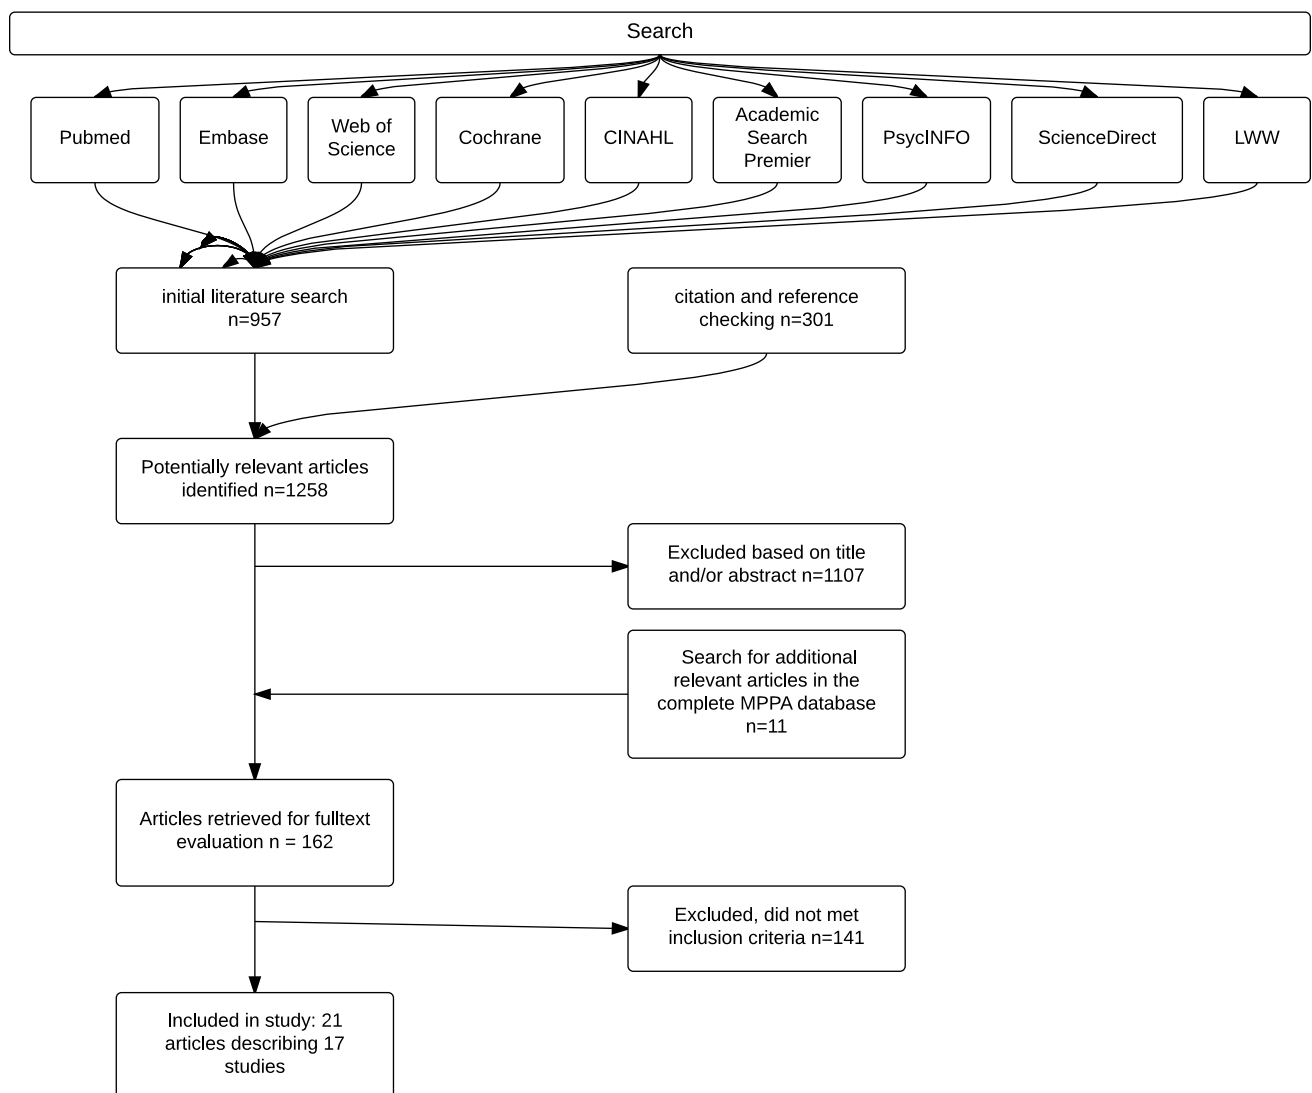 Search
Pubmed
Embase
Web of
Science
Cochrane
CINAHL
Academic
Search
Premier
PsycINFO
ScienceDirect
LWW
initial literature search
n=957
citation and reference
checking n=301
Potentially relevant articles
identified n=1258
Excluded based on title
and/or abstract n=1107
Search for additional
relevant articles in the
complete MPPA database
n=11
Articles retrieved for fulltext
evaluation n = 162
Excluded, did not met
inclusion criteria n=141
Included in study: 21
articles describing 17
studies